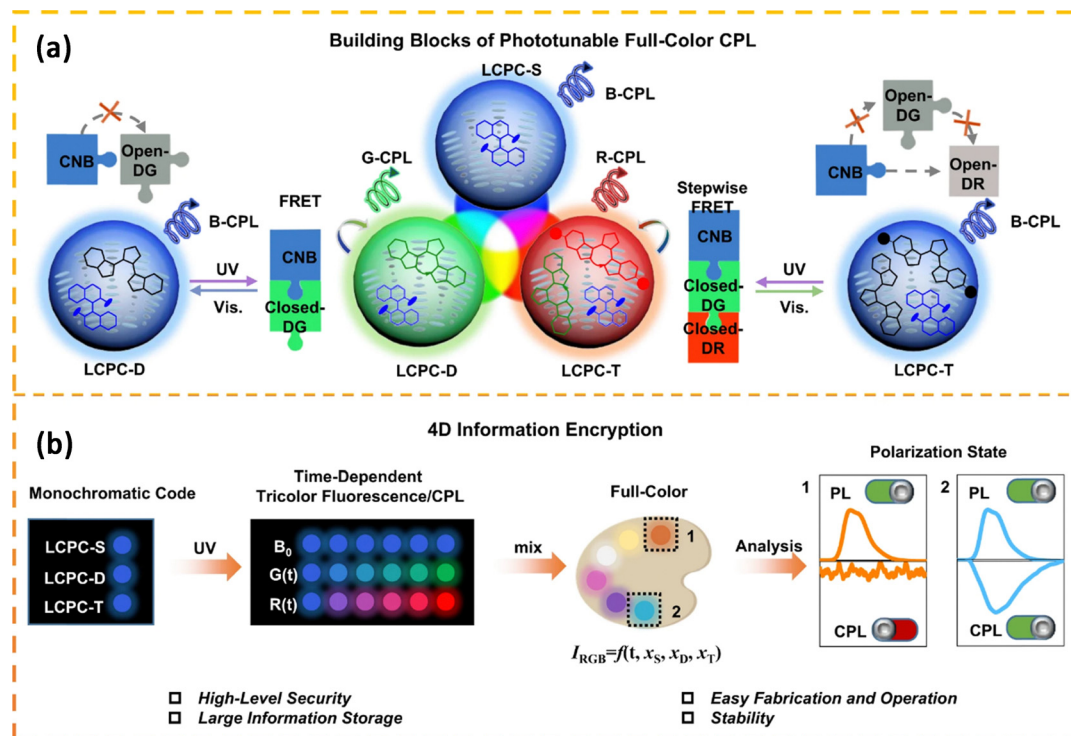 (a)
Building Blocks of Phototunable Full-Color CPL
LCPC-S
B-CPL
CNB
Open-
DG
B-CPL
UV
Vis.
LCPC-D
FRET
CNB
Closed-
DG
G-CPL
LCPC-D
R-CPL
LCPC-T
Stepwise
FRET
CNB
Closed-
DG
Closed-
DR
UV
Vis.
CNB
Open-
DG
Open-
DR
B-CPL
LCPC-T
(b)
4D Information Encryption
Monochromatic Code
LCPC-S
LCPC-D
LCPC-T
UV
Time-Dependent
Tricolor Fluorescence/CPL
B₀
G(t)
R(t)
mix
Full-Color
1
2
I_RGB=f(t, x_S, x_D, x_T)
Analysis
Polarization State
1
PL
CPL
2
PL
CPL
High-Level Security
Large Information Storage
Easy Fabrication and Operation
Stability